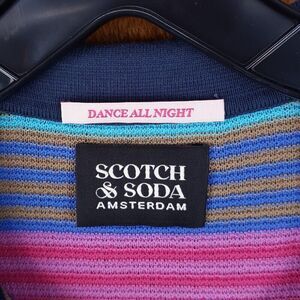 DANCE ALL NIGHT
SCOTCH
& SODA
AMSTERDAM